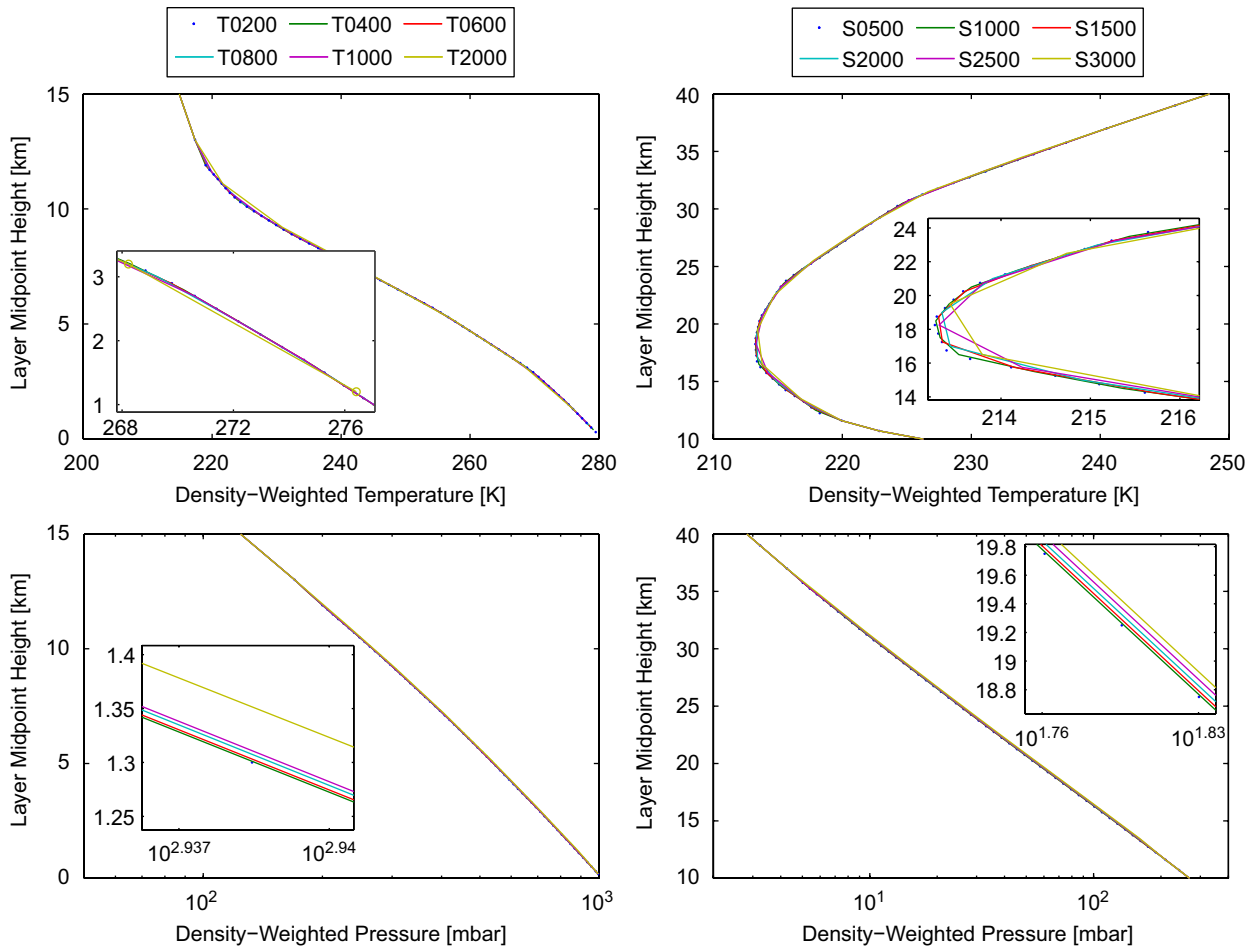 T0200 T0400 T0600
T0800 T1000 T2000
15
10
5
0
Layer Midpoint Height [km]
200 220 240 260 280
Density−Weighted Temperature [K]
3
2
1
268 272 276
S0500 S1000 S1500
S2000 S2500 S3000
40
35
30
25
20
15
10
Layer Midpoint Height [km]
210 220 230 240 250
Density−Weighted Temperature [K]
24
22
20
18
16
14
214 215 216
15
10
5
0
Layer Midpoint Height [km]
10^2 10^3
Density−Weighted Pressure [mbar]
1.4
1.35
1.3
1.25
10^2.937 10^2.94
40
35
30
25
20
15
10
Layer Midpoint Height [km]
10^1 10^2
Density−Weighted Pressure [mbar]
19.8
19.6
19.4
19.2
19
18.8
10^1.76 10^1.83